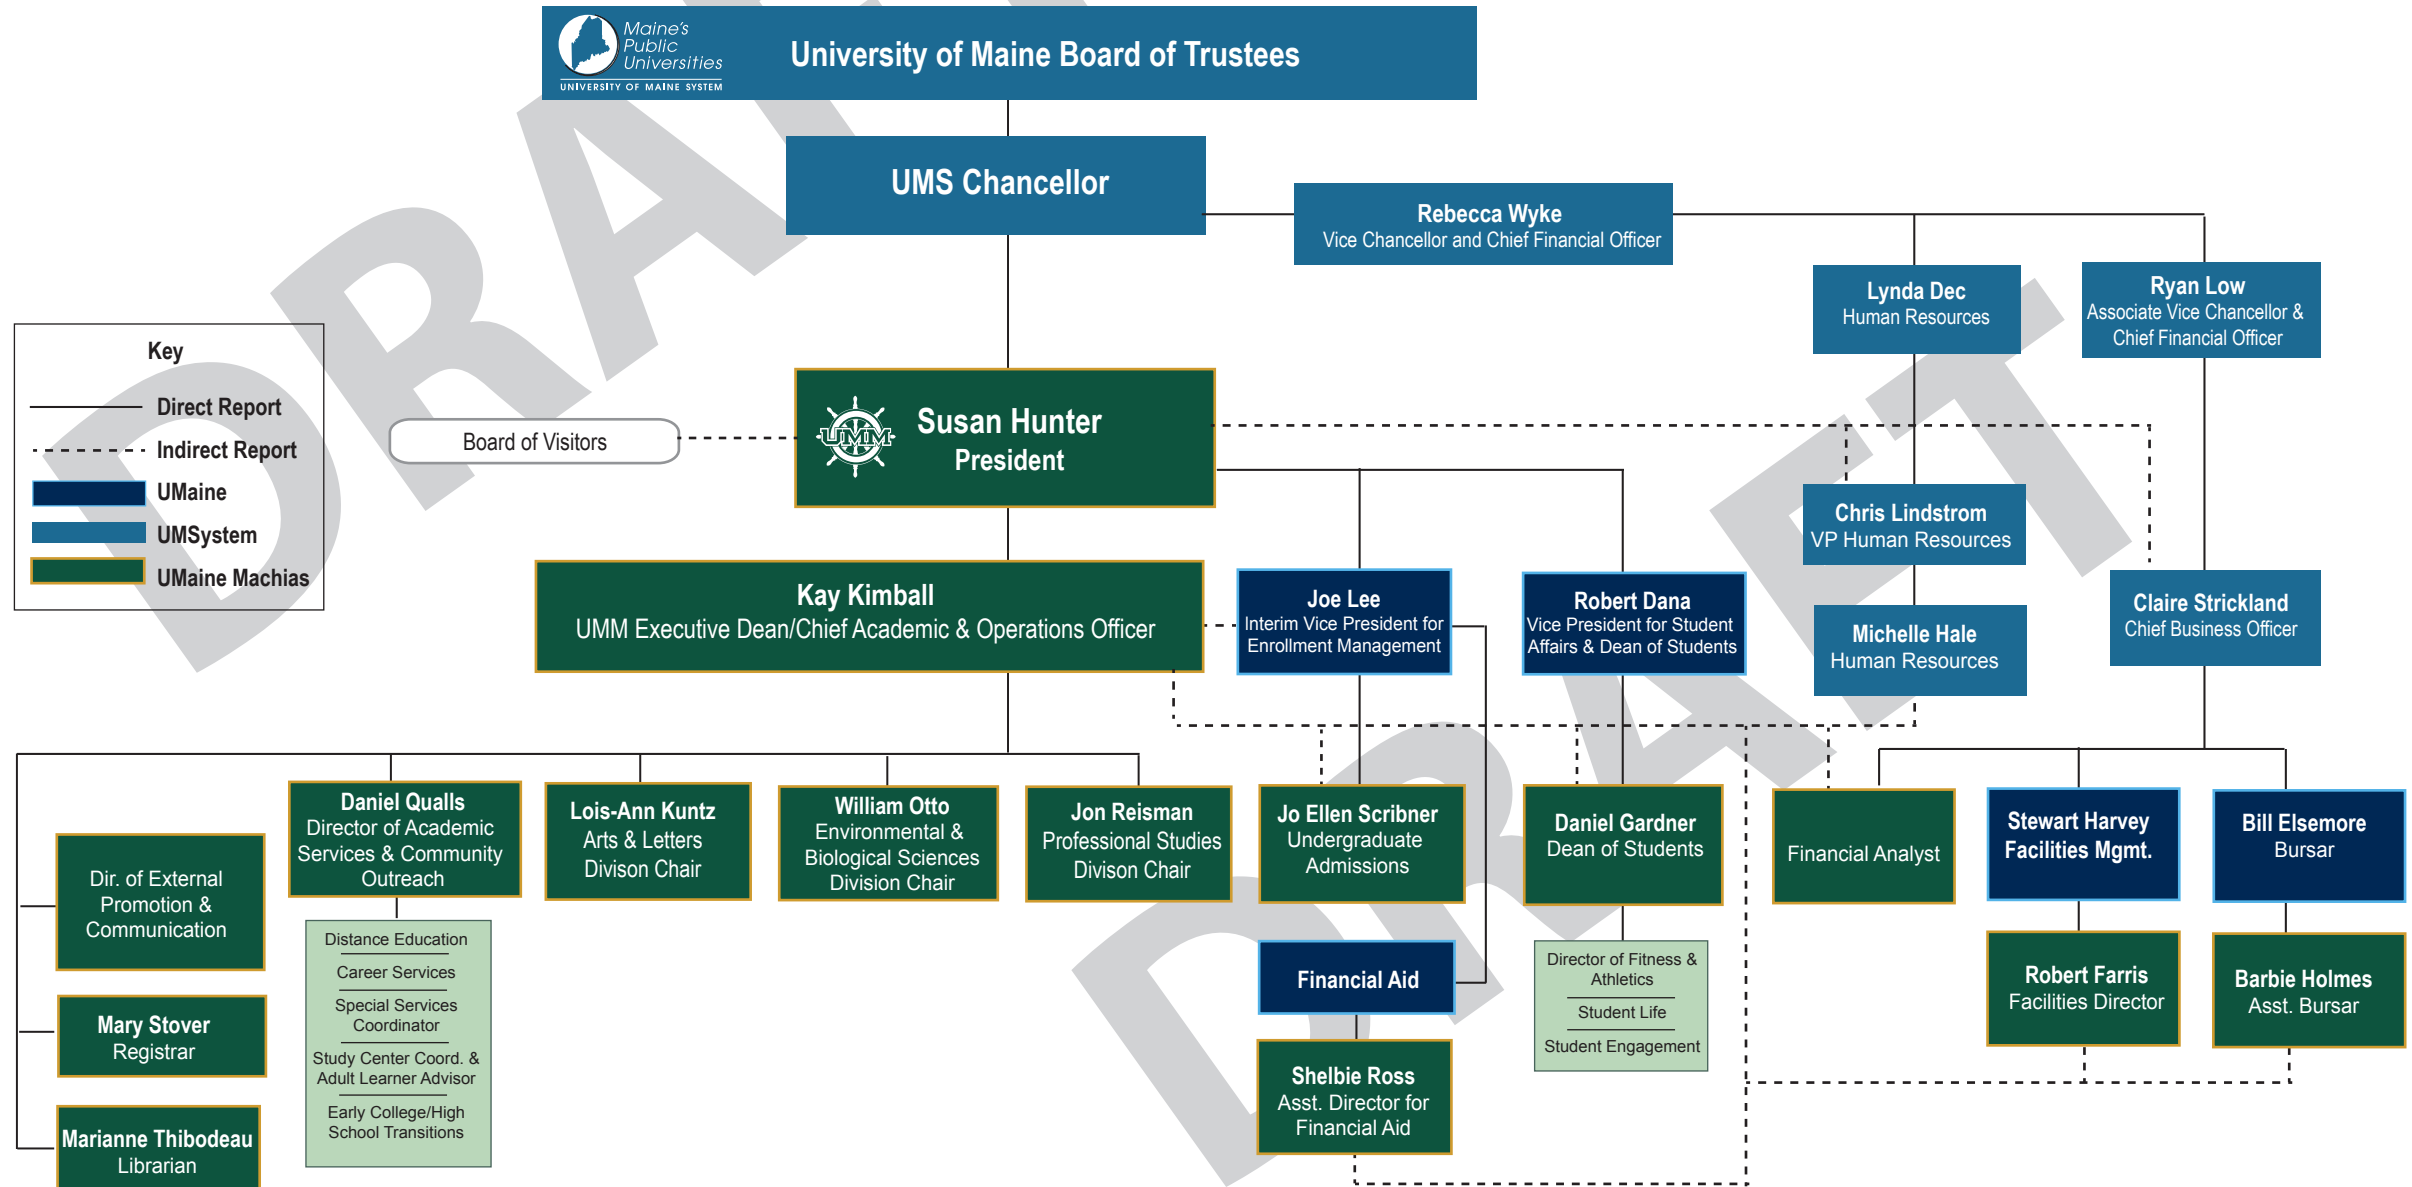 DRAFT
DRAFT
Maine's
Public
Universities
UNIVERSITY OF MAINE SYSTEM
University of Maine Board of Trustees
UMS Chancellor
Rebecca Wyke
Vice Chancellor and Chief Financial Officer
Lynda Dec
Human Resources
Ryan Low
Associate Vice Chancellor &
Chief Financial Officer
Key
Direct Report
Indirect Report
UMaine
UMSystem
UMaine Machias
Board of Visitors
UMM
Susan Hunter
President
Chris Lindstrom
VP Human Resources
Kay Kimball
UMM Executive Dean/Chief Academic & Operations Officer
Joe Lee
Interim Vice President for
Enrollment Management
Robert Dana
Vice President for Student
Affairs & Dean of Students
Michelle Hale
Human Resources
Claire Strickland
Chief Business Officer
Dir. of External
Promotion &
Communication
Mary Stover
Registrar
Marianne Thibodeau
Librarian
Daniel Qualls
Director of Academic
Services & Community
Outreach
Distance Education
Career Services
Special Services
Coordinator
Study Center Coord. &
Adult Learner Advisor
Early College/High
School Transitions
Lois-Ann Kuntz
Arts & Letters
Divison Chair
William Otto
Environmental &
Biological Sciences
Division Chair
Jon Reisman
Professional Studies
Divison Chair
Jo Ellen Scribner
Undergraduate
Admissions
Financial Aid
Shelbie Ross
Asst. Director for
Financial Aid
Daniel Gardner
Dean of Students
Director of Fitness &
Athletics
Student Life
Student Engagement
Financial Analyst
Stewart Harvey
Facilities Mgmt.
Robert Farris
Facilities Director
Bill Elsemore
Bursar
Barbie Holmes
Asst. Bursar